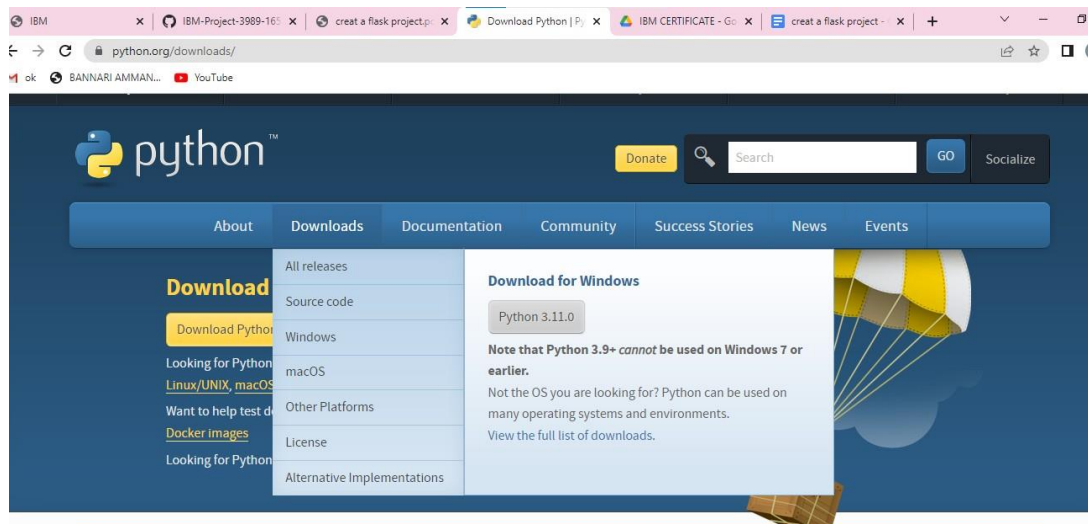 IBM
IBM-Project-3989-165
creat a flask project.pd
Download Python | Py
IBM CERTIFICATE - Go
creat a flask project -
python.org/downloads/
ok
BANNARI AMMAN...
YouTube
python™
Donate
Search
GO
Socialize
About Downloads Documentation Community Success Stories News Events
All releases
Source code
Windows
macOS
Other Platforms
License
Alternative Implementations
Download for Windows
Python 3.11.0
Note that Python 3.9+ cannot be used on Windows 7 or
earlier.
Not the OS you are looking for? Python can be used on
many operating systems and environments.
View the full list of downloads.
Download
Download Python
Looking for Python
Linux/UNIX, macOS
Want to help test
Docker images
Looking for Python